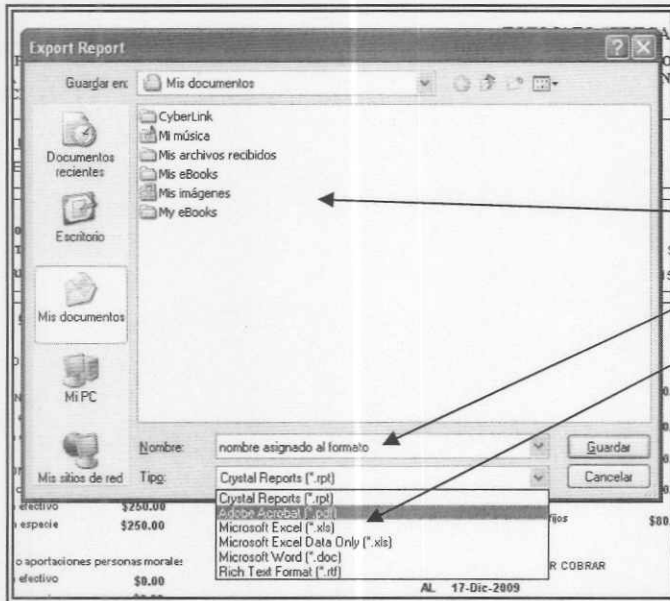 Export Report
Guardar en: Mis documentos
Documentos recientes
Escritorio
Mis documentos
Mi PC
Mis sitios de red
CyberLink
Mi música
Mis archivos recibidos
Mis eBooks
Mis imágenes
My eBooks
Nombre: nombre asignado al formato Guardar
Tipo: Crystal Reports (*.rpt) Cancelar
Crystal Reports (*.rpt)
Adobe Acrobat (*.pdf)
Microsoft Excel (*.xls)
Microsoft Excel Data Only (*.xls)
Microsoft Word (*.doc)
Rich Text Format (*.rtf)
efectivo $250.00
especie $250.00
fijos $80
o aportaciones personas morales
efectivo $0.00
R COBRAR
AL 17-Dic-2009